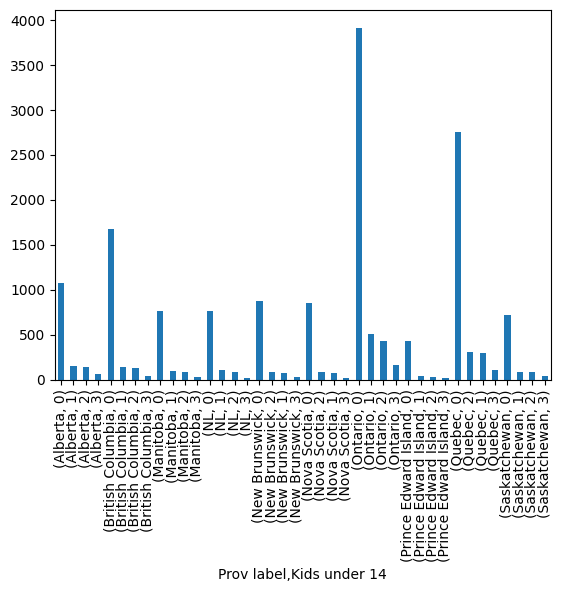 4000
3500
3000
2500
2000
1500
1000
500
0
(Alberta, 0)
(Alberta, 1)
(Alberta, 2)
(Alberta, 3)
(British Columbia, 0)
(British Columbia, 1)
(British Columbia, 2)
(British Columbia, 3)
(Manitoba, 0)
(Manitoba, 1)
(Manitoba, 2)
(Manitoba, 3)
(NL, 0)
(NL, 1)
(NL, 2)
(NL, 3)
(New Brunswick, 0)
(New Brunswick, 2)
(New Brunswick, 1)
(New Brunswick, 3)
(Nova Scotia, 0)
(Nova Scotia, 2)
(Nova Scotia, 1)
(Nova Scotia, 3)
(Ontario, 0)
(Ontario, 1)
(Ontario, 2)
(Ontario, 3)
(Prince Edward Island, 0)
(Prince Edward Island, 1)
(Prince Edward Island, 2)
(Prince Edward Island, 3)
(Quebec, 0)
(Quebec, 2)
(Quebec, 1)
(Quebec, 3)
(Saskatchewan, 0)
(Saskatchewan, 1)
(Saskatchewan, 2)
(Saskatchewan, 3)
Prov label,Kids under 14